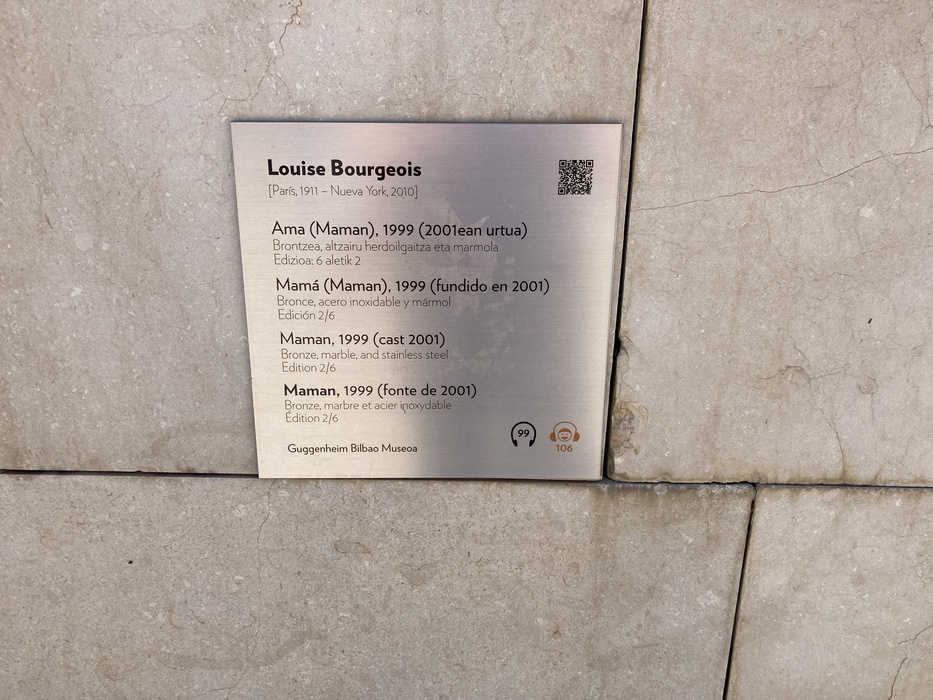 Louise Bourgeois
[París, 1911 – Nueva York, 2010]
Ama (Maman), 1999 (2001ean urtua)
Brontzea, altzairu herdoilgaitza eta marmola
Edizioa: 6 aletik 2
Mamá (Maman), 1999 (fundido en 2001)
Bronce, acero inoxidable y mármol
Edición 2/6
Maman, 1999 (cast 2001)
Bronze, marble, and stainless steel
Edition 2/6
Maman, 1999 (fonte de 2001)
Bronze, marbre et acier inoxydable
Édition 2/6
Guggenheim Bilbao Museoa
99
106